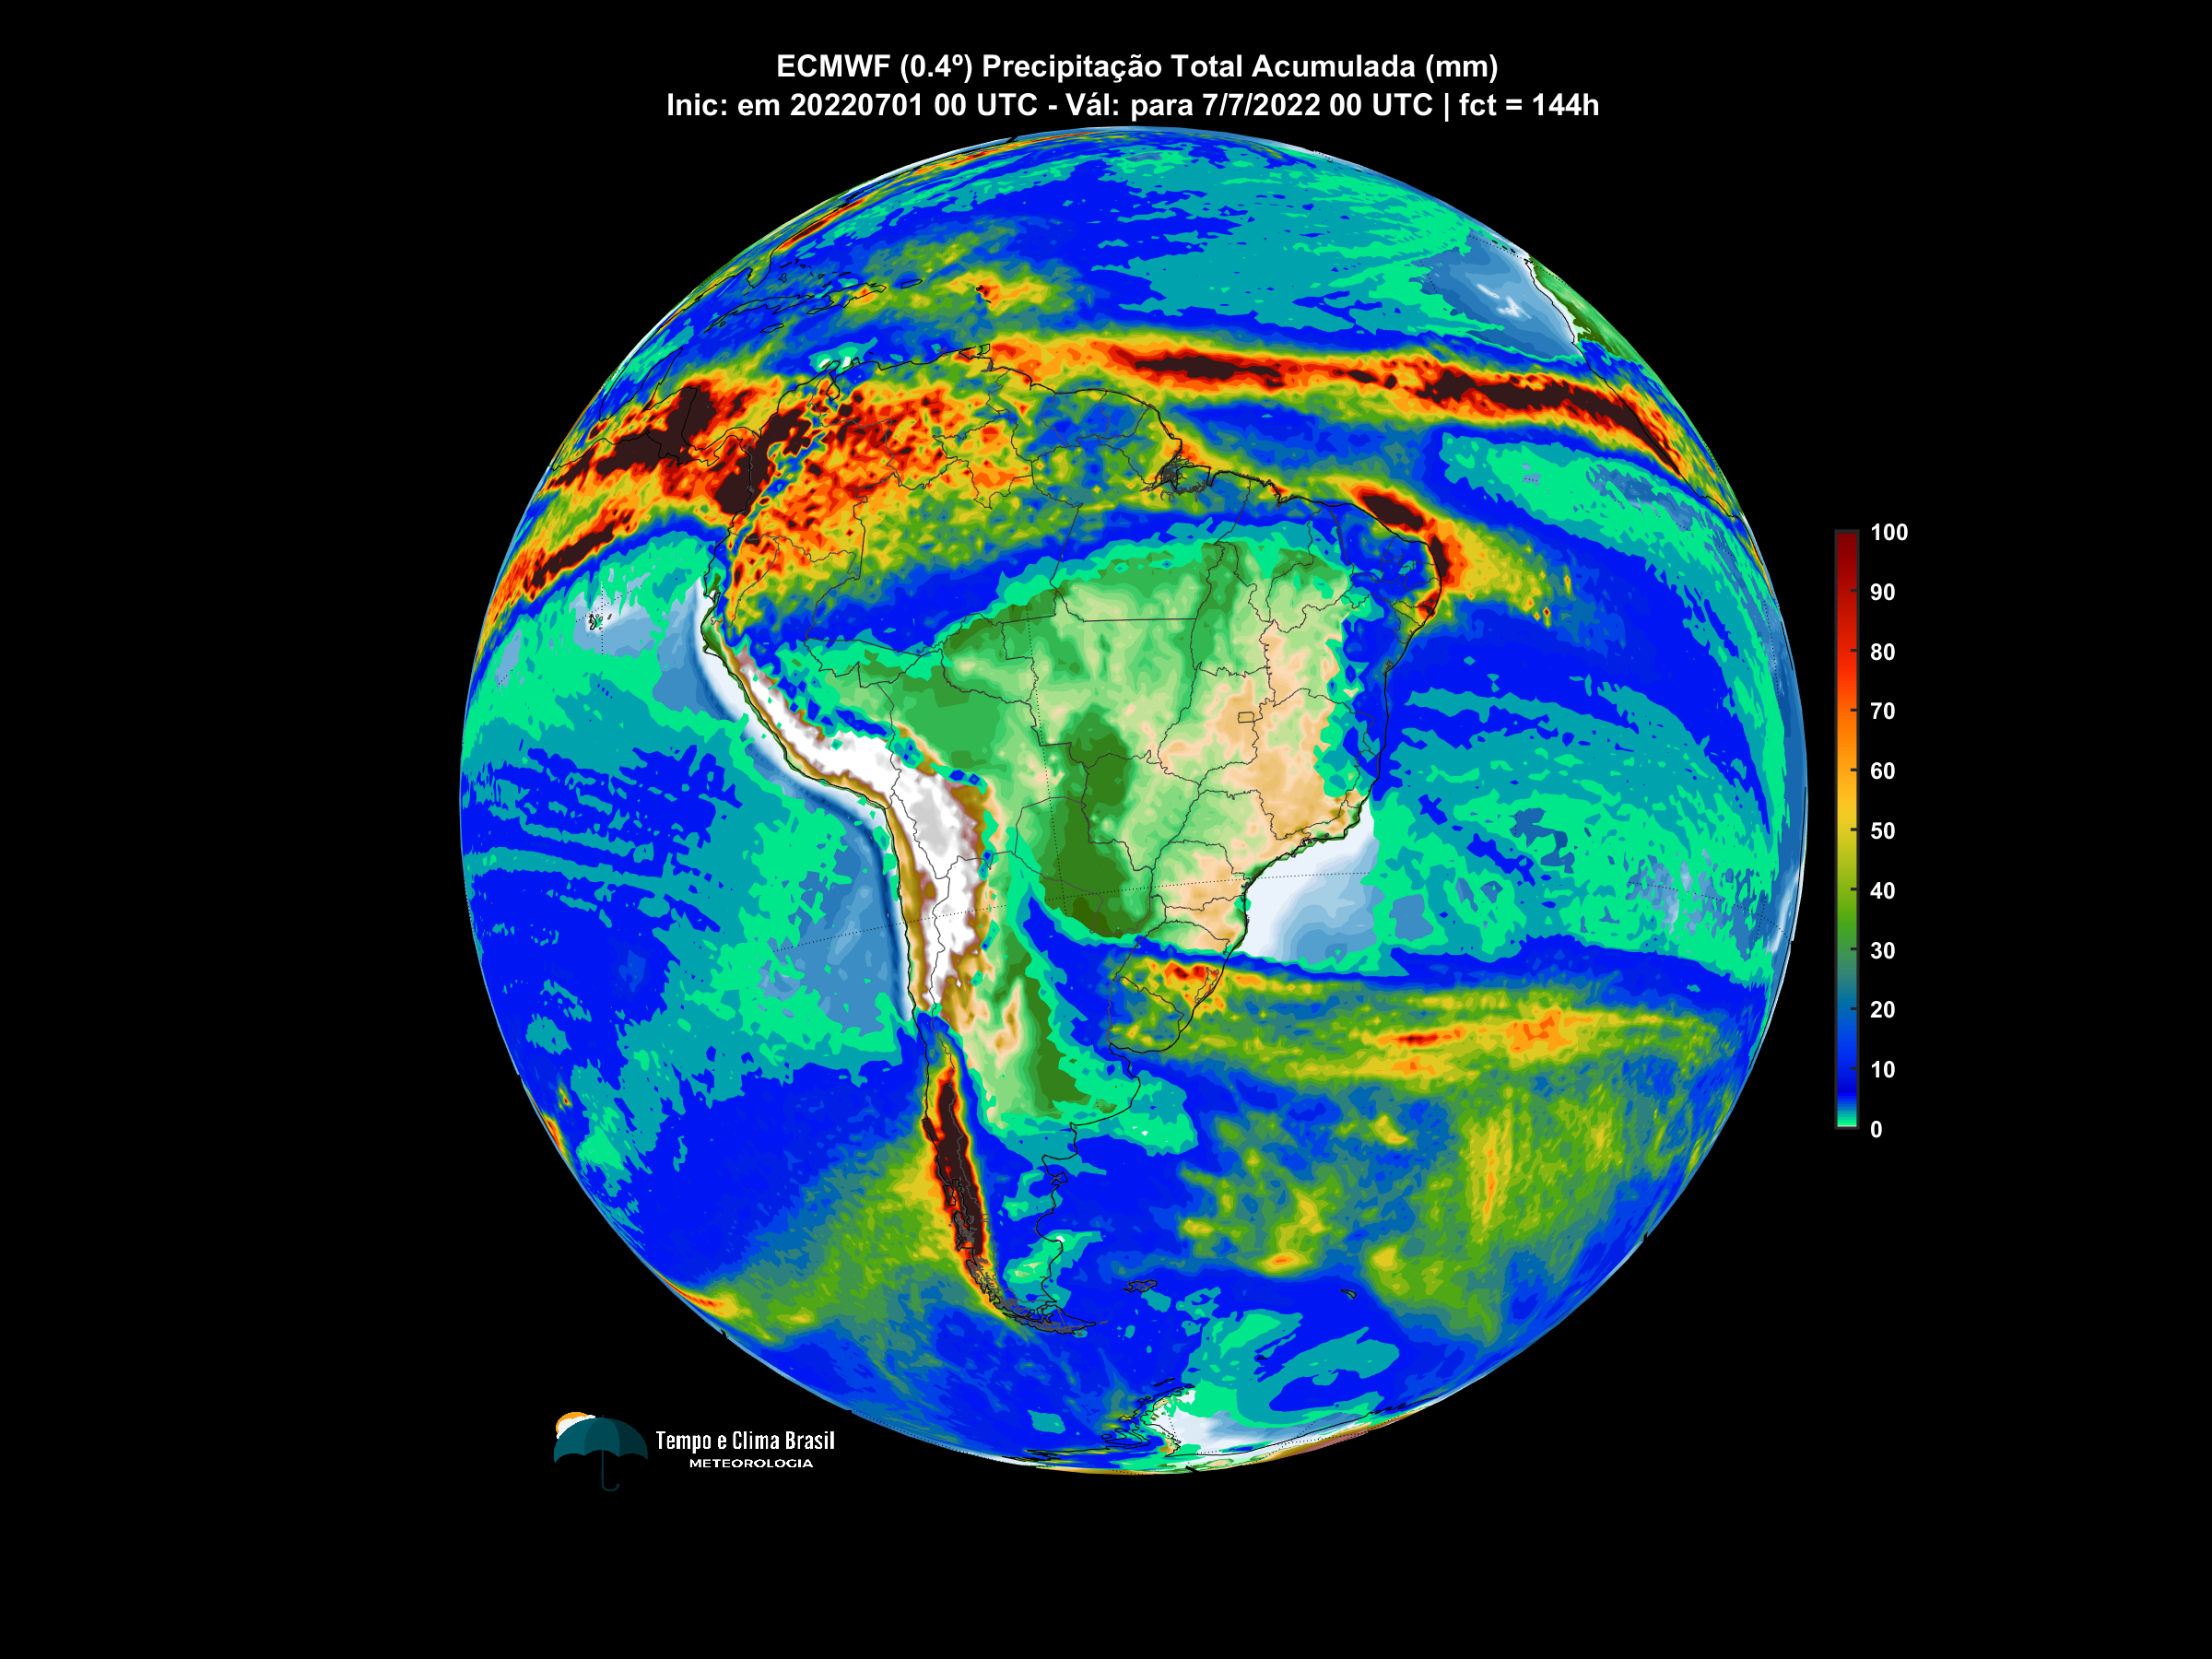 ECMWF (0.4º) Precipitação Total Acumulada (mm)
Inic: em 20220701 00 UTC - Vál: para 7/7/2022 00 UTC | fct = 144h
100
90
80
70
60
50
40
30
20
10
0
Tempo e Clima Brasil
METEOROLOGIA